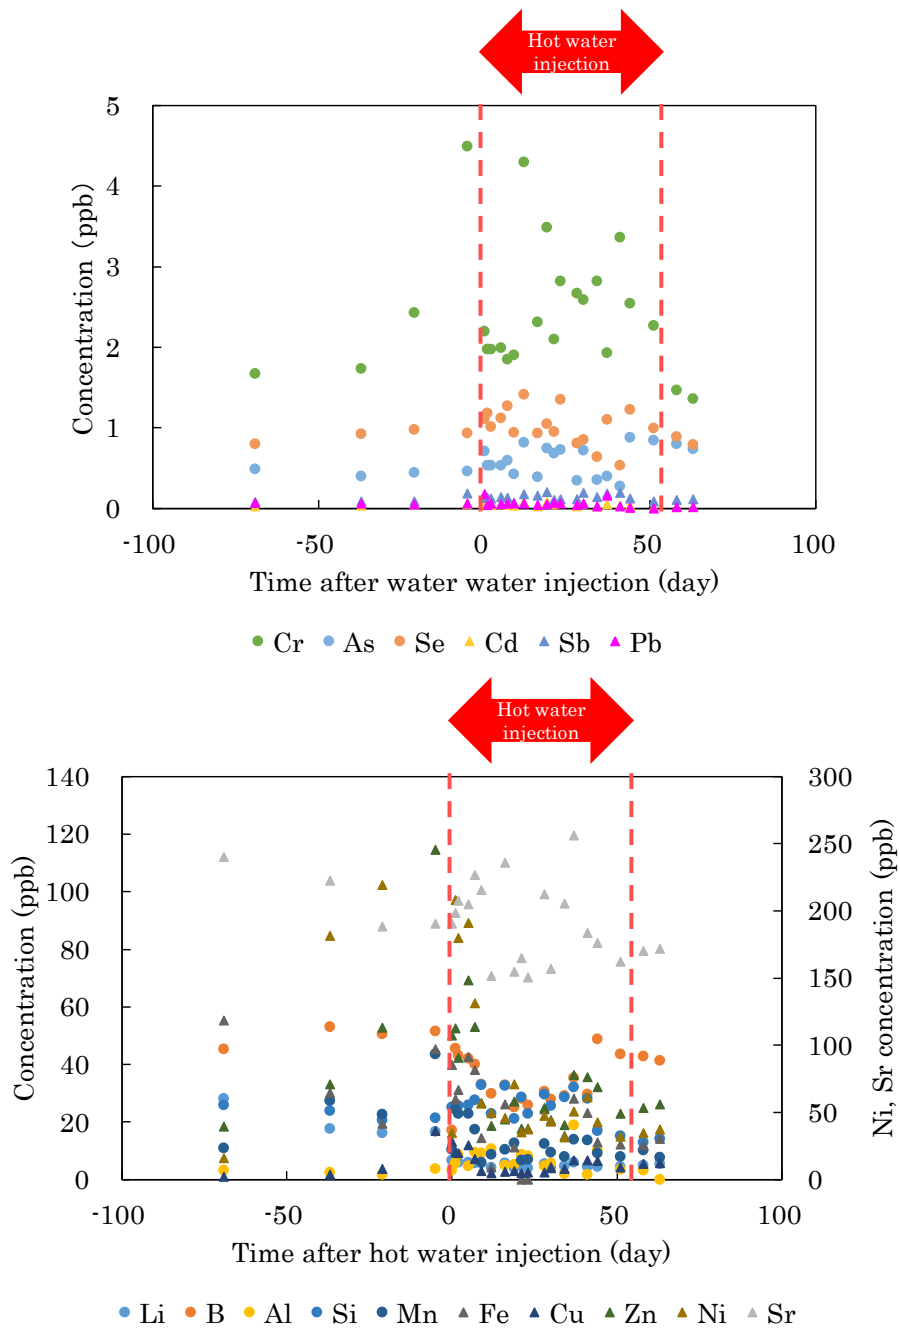 Hot water
injection
5
4
3
2
1
0
Concentration (ppb)
-100 -50 0 50 100
Time after water water injection (day)
Cr As Se Cd Sb Pb
Hot water
injection
140 300
120 250
100 200
80 150
60 100
40 50
20 0
0
Concentration (ppb)
Ni, Sr concentration (ppb)
-100 -50 0 50 100
Time after hot water injection (day)
Li B Al Si Mn Fe Cu Zn Ni Sr